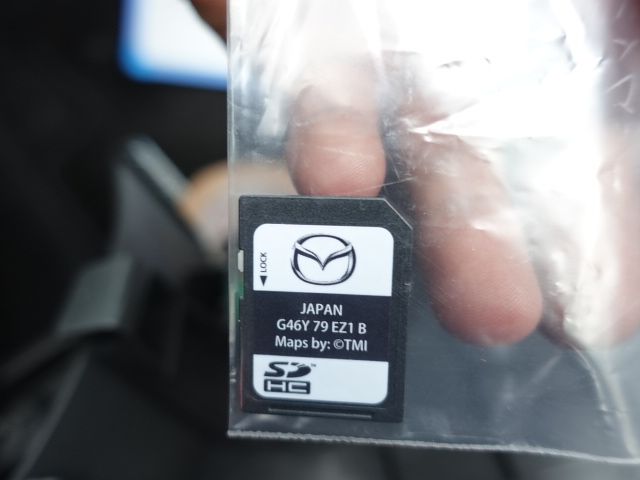 LOCK
JAPAN
G46Y 79 EZ1 B
Maps by: ©TMI
SD
HC